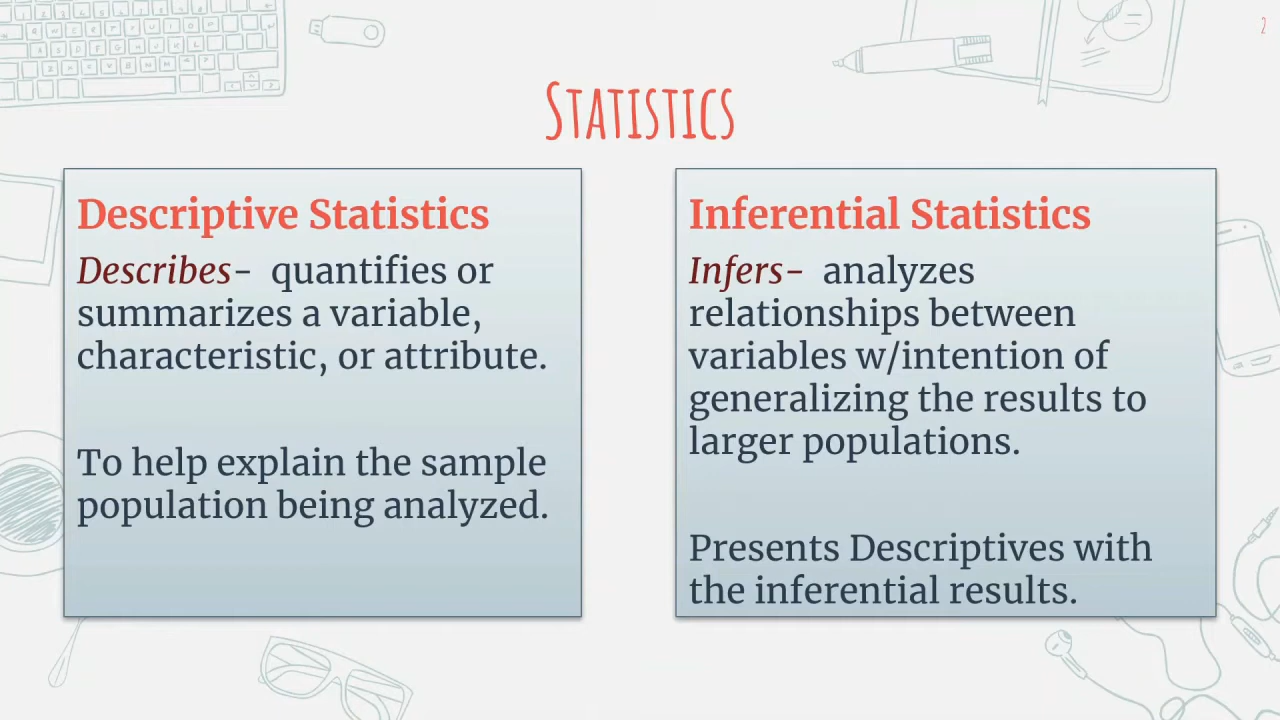 2
Statistics
Descriptive Statistics
Describes-  quantifies or
summarizes a variable,
characteristic, or attribute.
To help explain the sample
population being analyzed.
Inferential Statistics
Infers-  analyzes
relationships between
variables w/intention of
generalizing the results to
larger populations.
Presents Descriptives with
the inferential results.